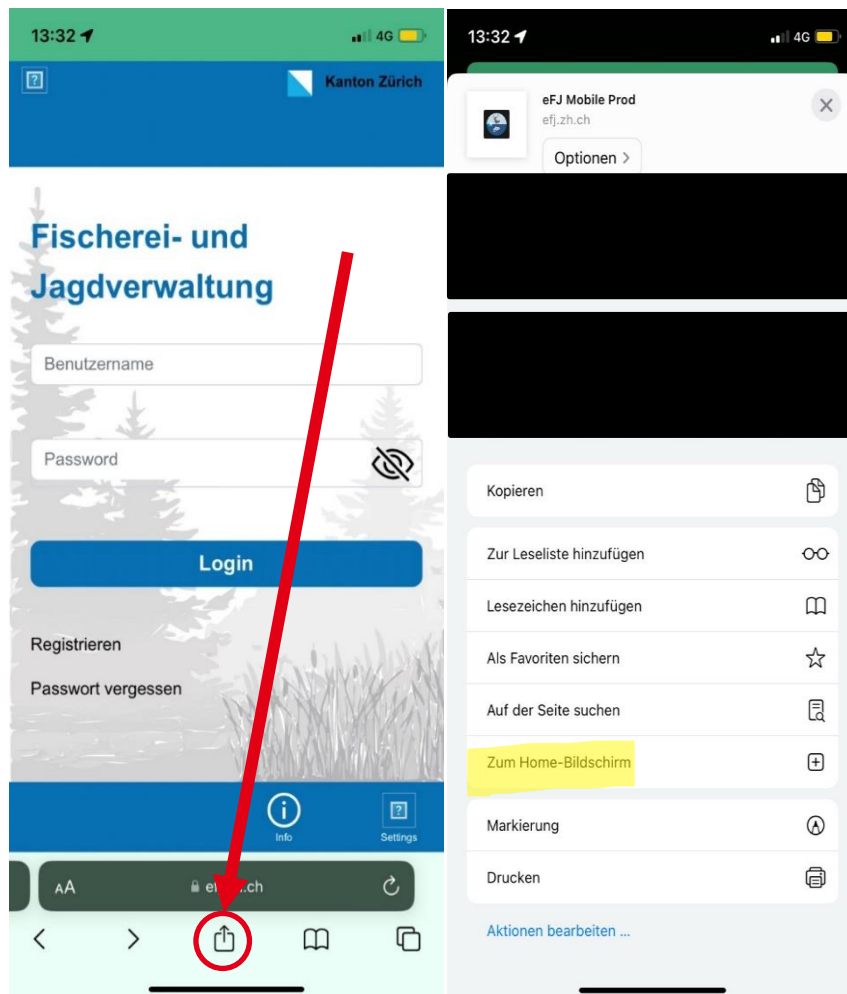 13:32
4G
Kanton Zürich
Fischerei- und
Jagdverwaltung
Benutzername
Password
Login
Registrieren
Passwort vergessen
Info
Settings
AA
13:32
4G
eFJ Mobile Prod
efj.zh.ch
Optionen >
Kopieren
Zur Leseliste hinzufügen
Lesezeichen hinzufügen
Als Favoriten sichern
Auf der Seite suchen
Zum Home-Bildschirm
Markierung
Drucken
Aktionen bearbeiten ...